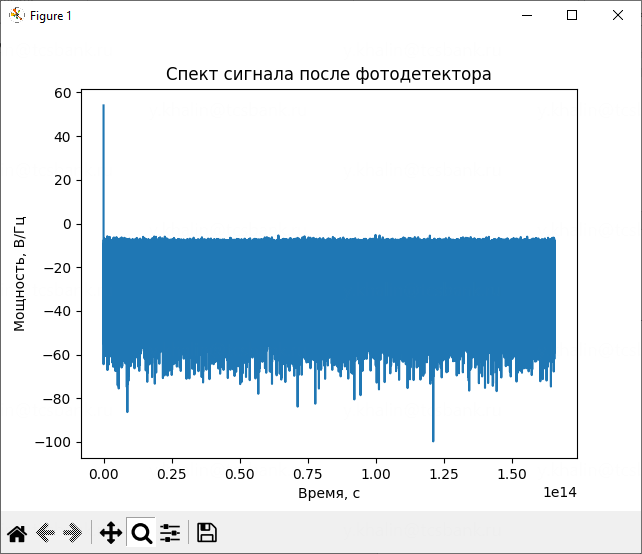 Figure 1
Спект сигнала после фотодетектора
60
40
20
0
−20
−40
−60
−80
−100
Мощность, В/Гц
0.00 0.25 0.50 0.75 1.00 1.25 1.50
1e14
Время, с